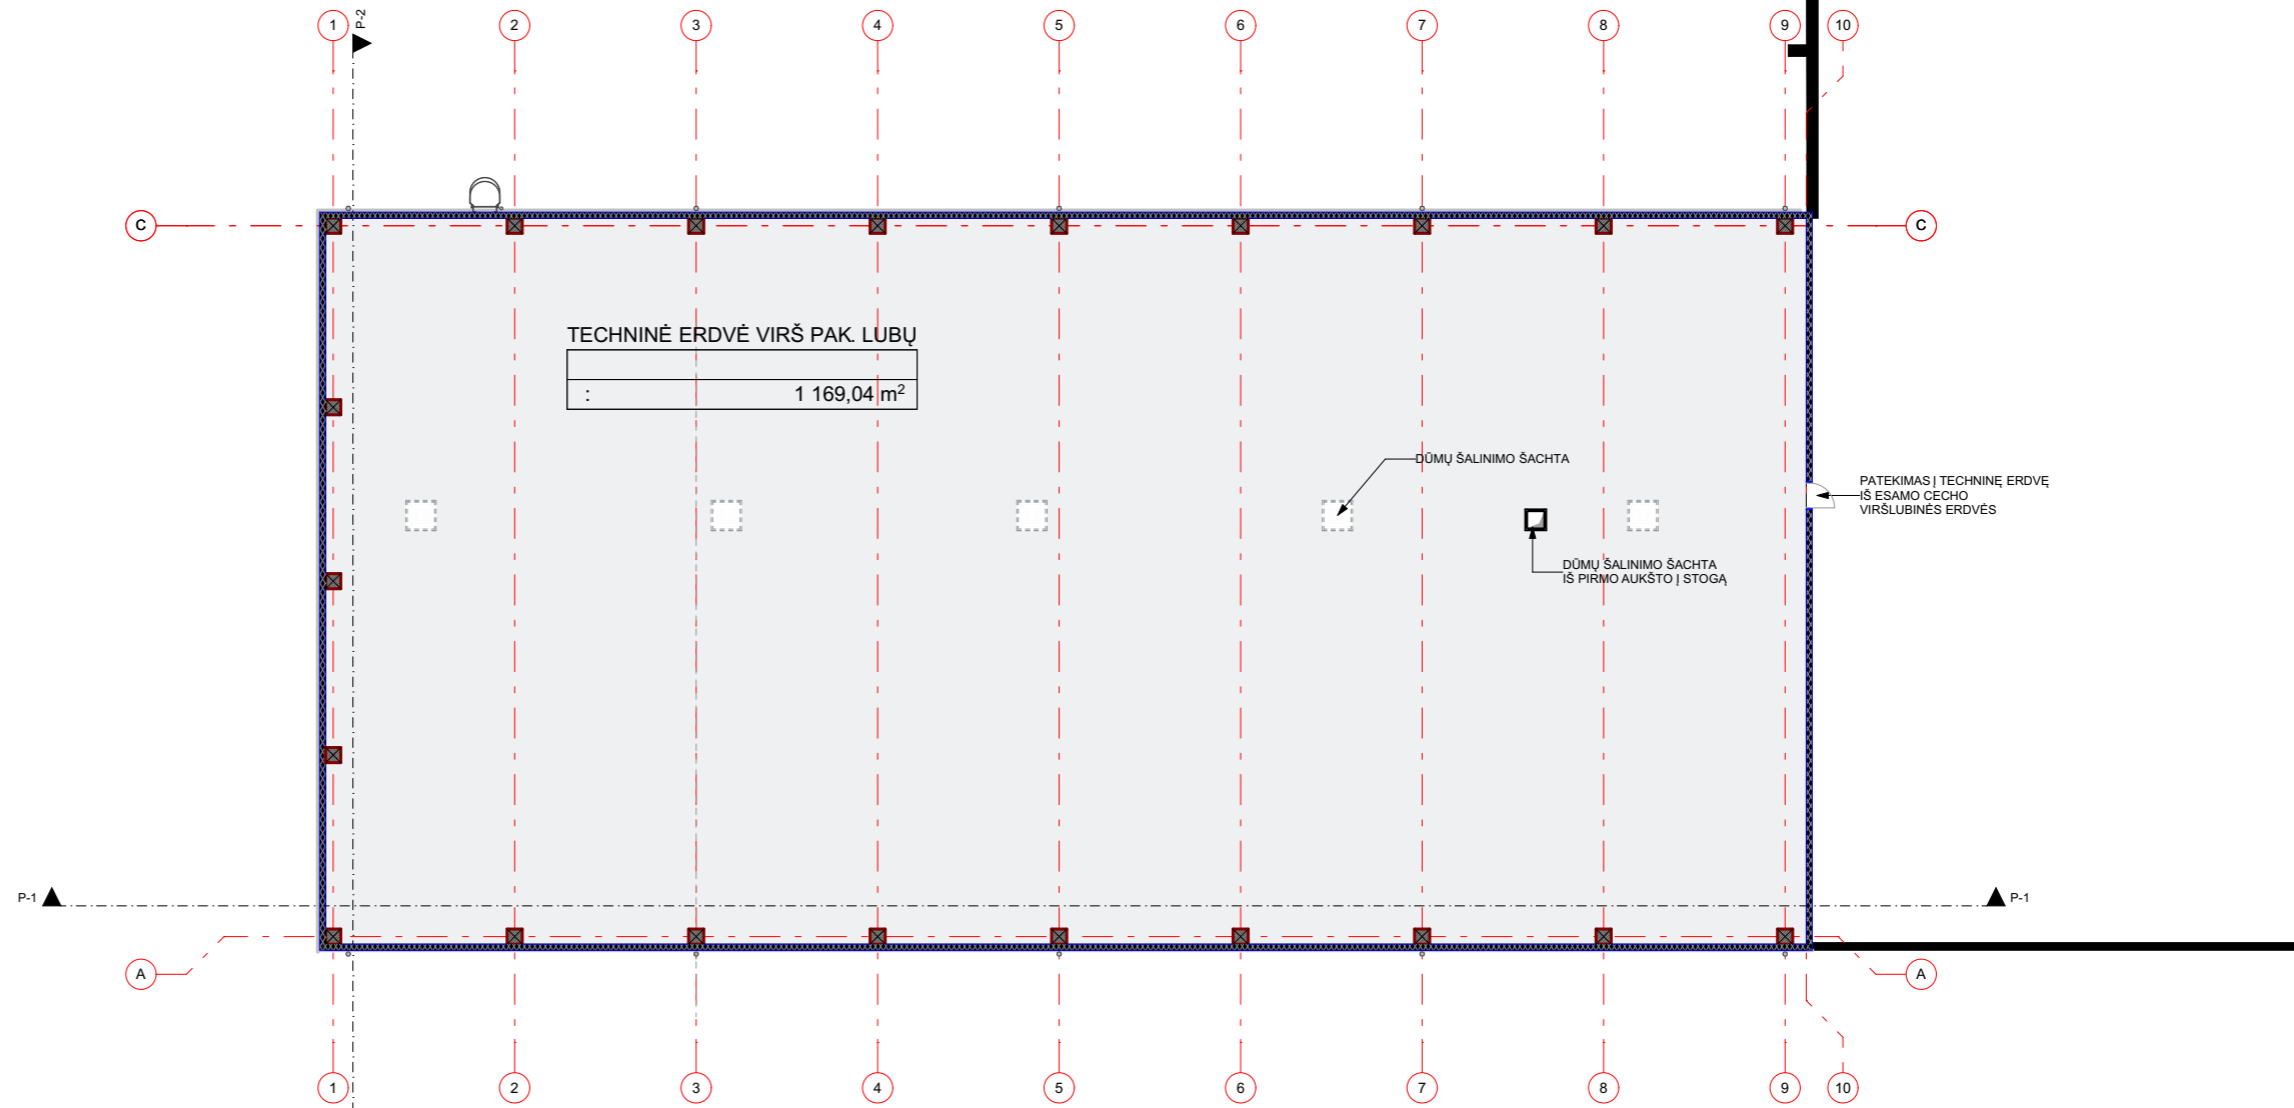 1 2 3 4 5 6 7 8 9 10
P-2
C C
TECHNINĖ ERDVĖ VIRŠ PAK. LUBŲ
: 1 169,04 m²
DŪMŲ ŠALINIMO ŠACHTA
PATEKIMAS Į TECHNINĘ ERDVĘ
IŠ ESAMO CECHO
VIRŠLUBINĖS ERDVĖS
DŪMŲ ŠALINIMO ŠACHTA
IŠ PIRMO AUKŠTO Į STOGĄ
P-1 P-1
A A
1 2 3 4 5 6 7 8 9 10